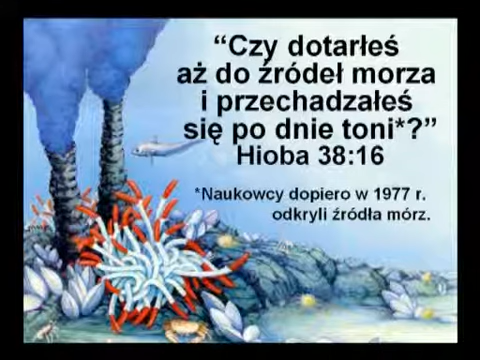 “Czy dotarłeś
aż do źródeł morza
i przechadzałeś
się po dnie toni*?”
Hioba 38:16
*Naukowcy dopiero w 1977 r.
odkryli źródła mórz.